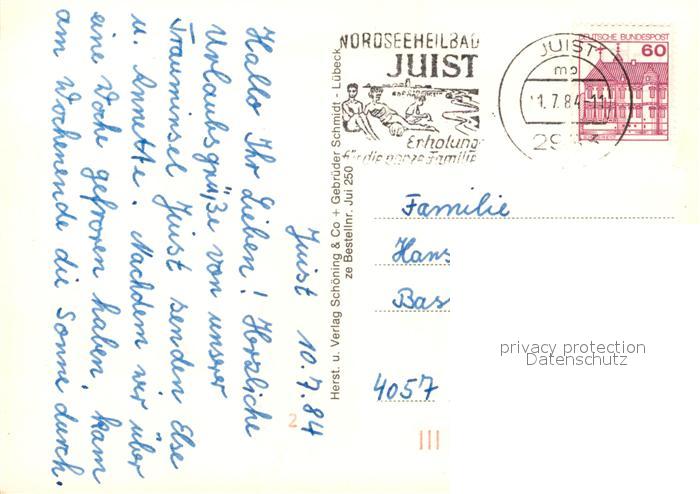 Juist 10.7.84
Hallo Ihr Lieben! Herzliche
Urlaubsgrüße von unserer
Trauminsel Juist senden Else
u. Annette. Nachdem wir über
eine Woche gefroren haben, kam
am Wochenende die Sonne durch.
Herst. u. Verlag Schöning & Co + Gebrüder Schmidt - Lübeck
ze Bestellnr. Jui 250
NORDSEEHEILBAD
JUIST
Erholung
für die ganze Familie
JUIST
7.84-11
DEUTSCHE BUNDESPOST
60
Familie
Hans
Bas
4057
privacy protection
Datenschutz
2